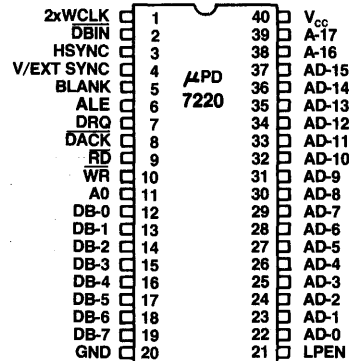 2xWCLK 1 40 Vcc
DBIN 2 39 A-17
HSYNC 3 38 A-16
V/EXT SYNC 4 37 AD-15
BLANK 5 µPD 36 AD-14
ALE 6 7220 35 AD-13
DRQ 7 34 AD-12
DACK 8 33 AD-11
RD 9 32 AD-10
WR 10 31 AD-9
A0 11 30 AD-8
DB-0 12 29 AD-7
DB-1 13 28 AD-6
DB-2 14 27 AD-5
DB-3 15 26 AD-4
DB-4 16 25 AD-3
DB-5 17 24 AD-2
DB-6 18 23 AD-1
DB-7 19 22 AD-0
GND 20 21 LPEN